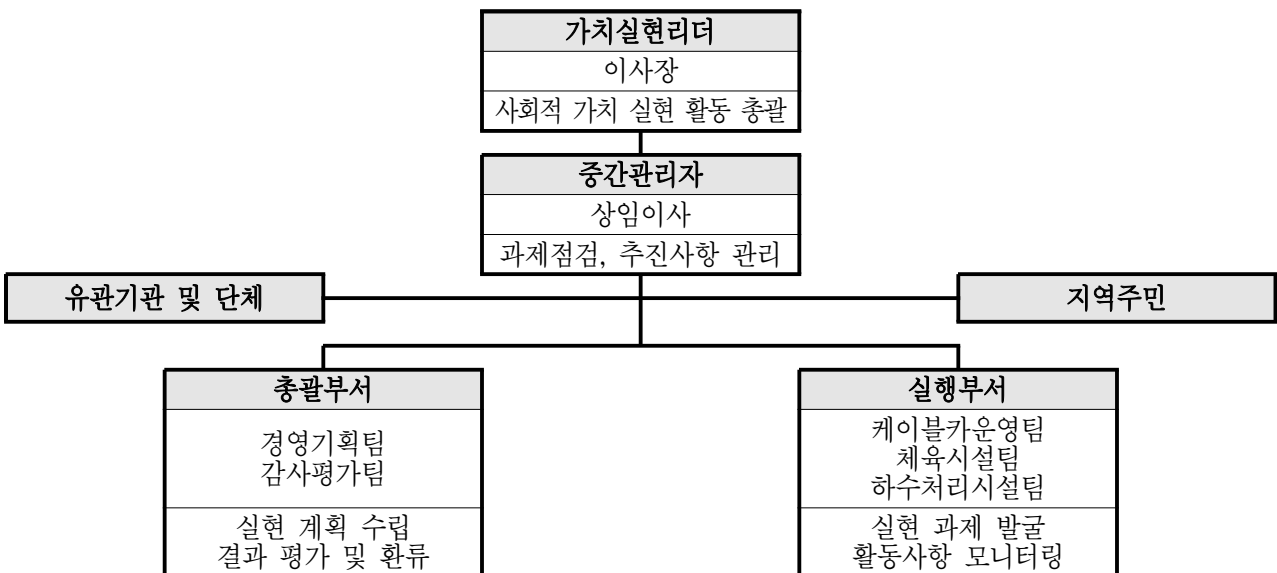 가치실현리더
이사장
사회적 가치 실현 활동 총괄
중간관리자
상임이사
과제점검, 추진사항 관리
유관기관 및 단체
지역주민
총괄부서
경영기획팀
감사평가팀
실현 계획 수립
결과 평가 및 환류
실행부서
케이블카운영팀
체육시설팀
하수처리시설팀
실현 과제 발굴
활동사항 모니터링